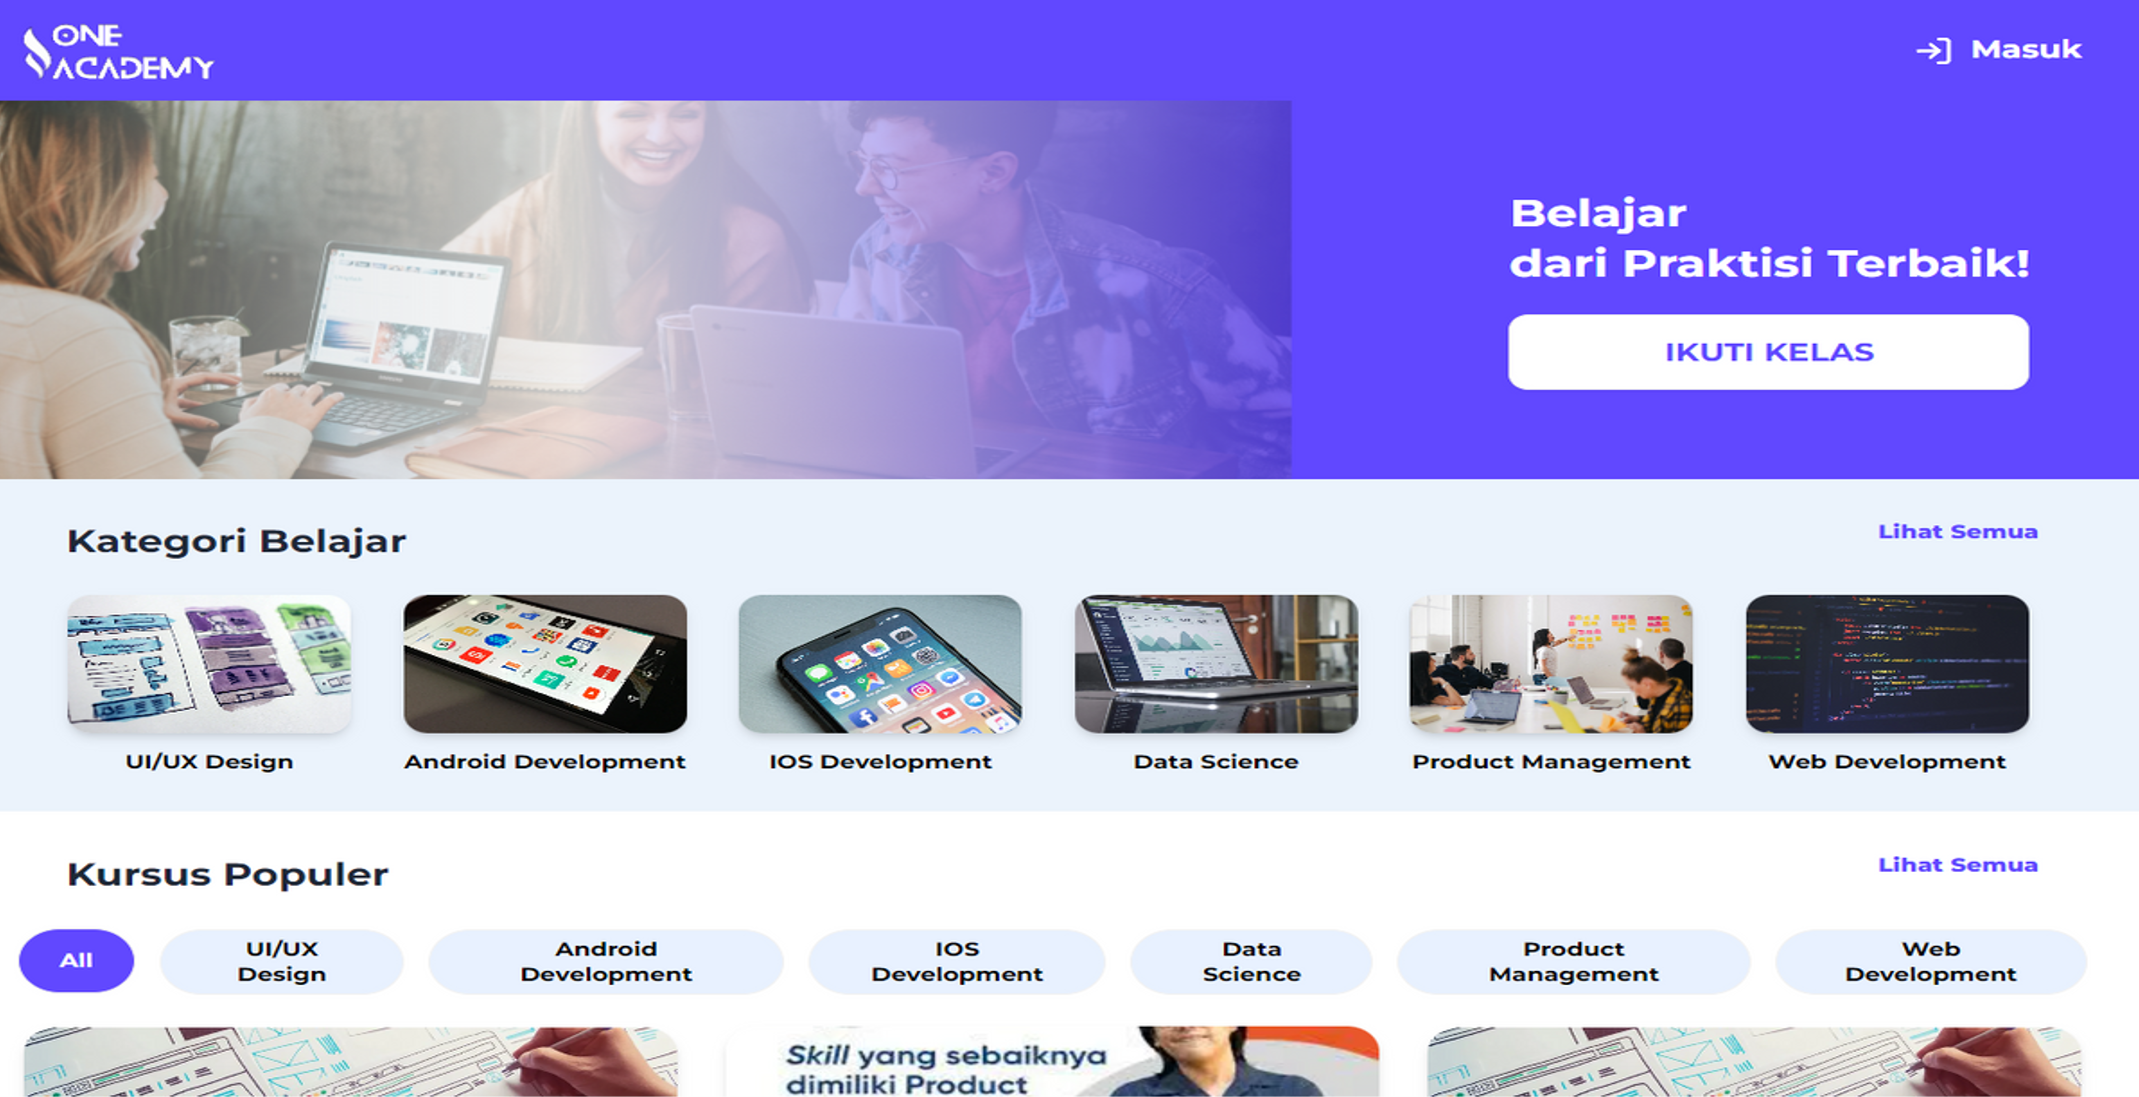 ONE
ACADEMY
Masuk
Belajar
dari Praktisi Terbaik!
IKUTI KELAS
Kategori Belajar
Lihat Semua
UI/UX Design
Android Development
IOS Development
Data Science
Product Management
Web Development
Kursus Populer
Lihat Semua
All
UI/UX
Design
Android
Development
IOS
Development
Data
Science
Product
Management
Web
Development
Skill yang sebaiknya
dimiliki Product